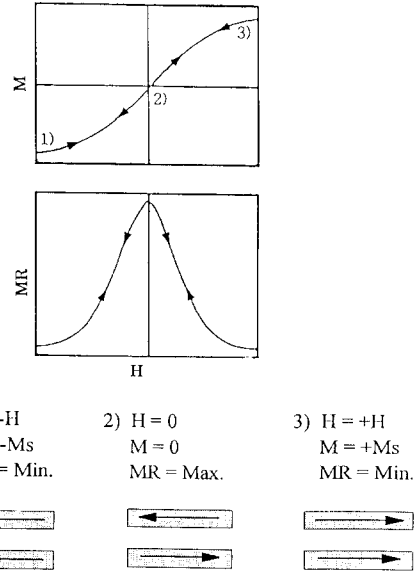 M
1)
2)
3)
MR
H
-H
-Ms
= Min.
2) H = 0
M = 0
MR = Max.
3) H = +H
M = +Ms
MR = Min.